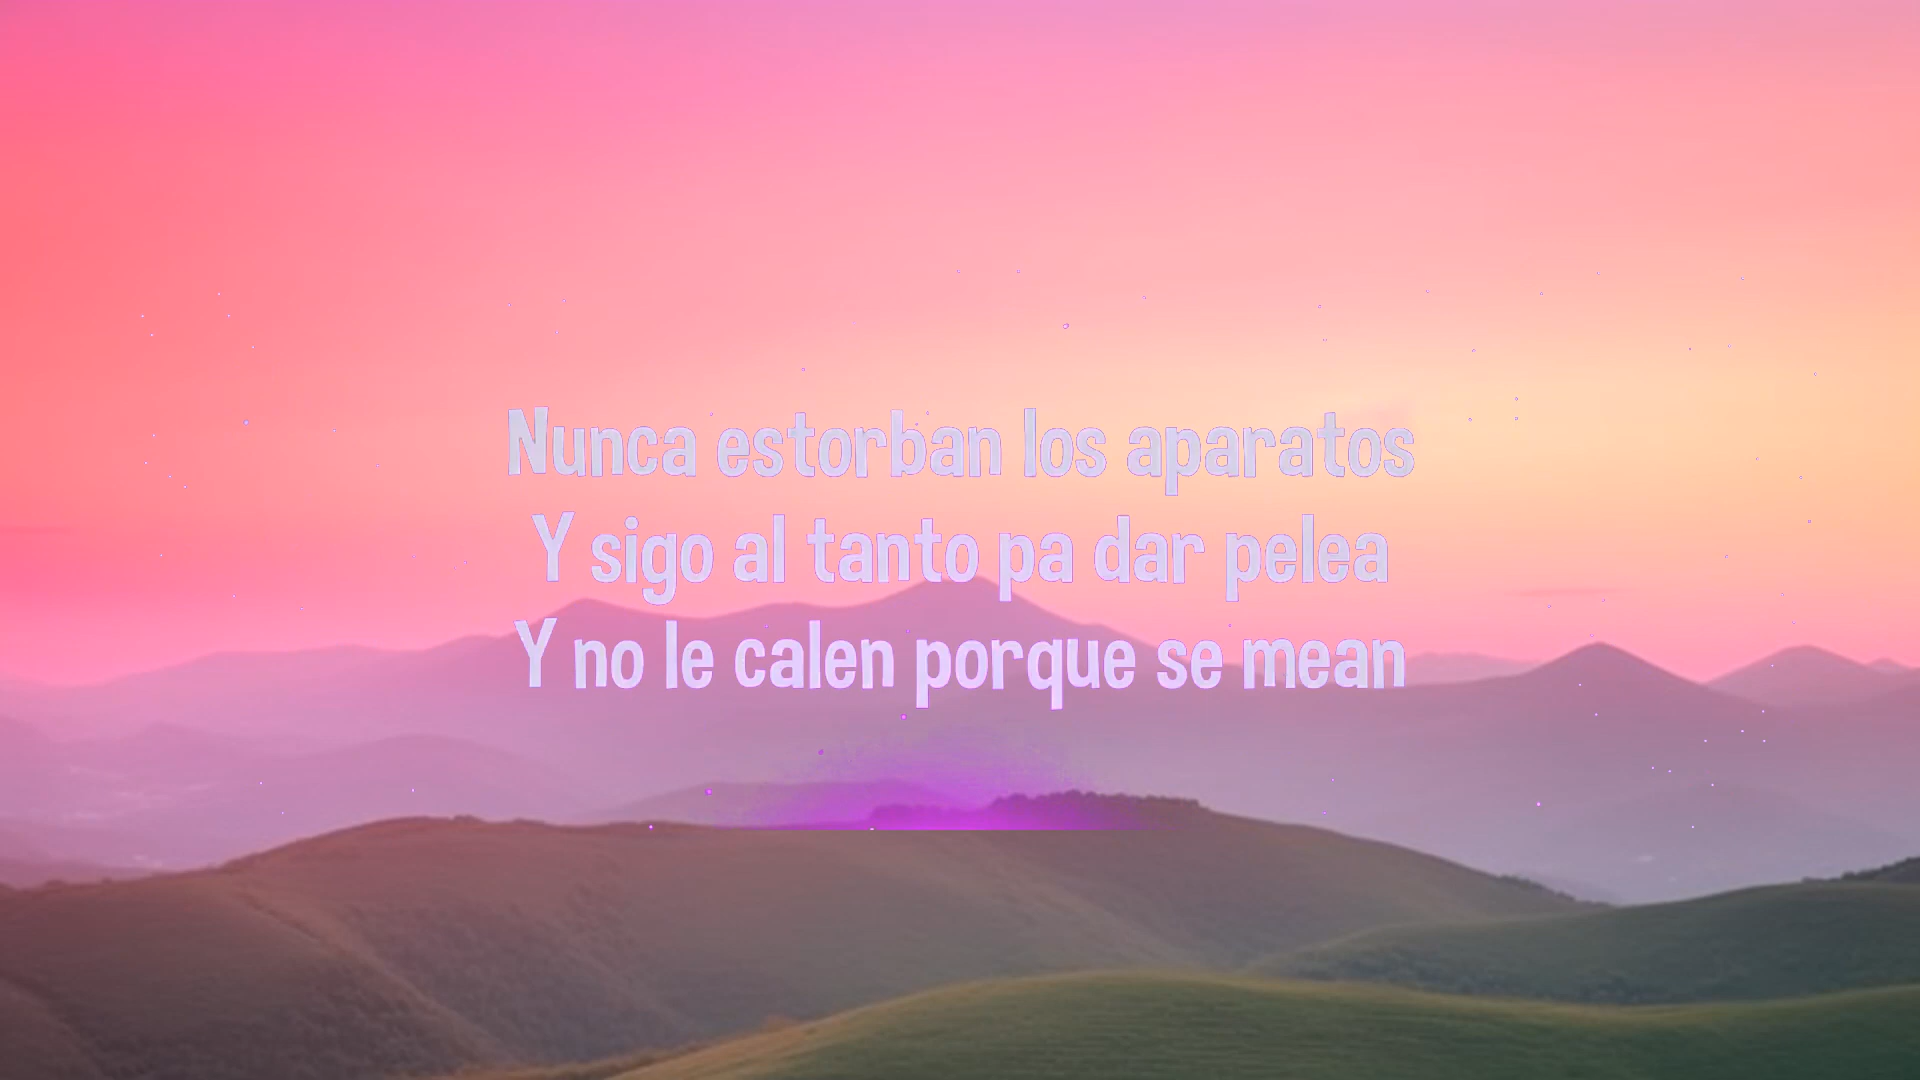 Nunca estorban los aparatos
Y sigo al tanto pa dar pelea
Y no le calen porque se mean